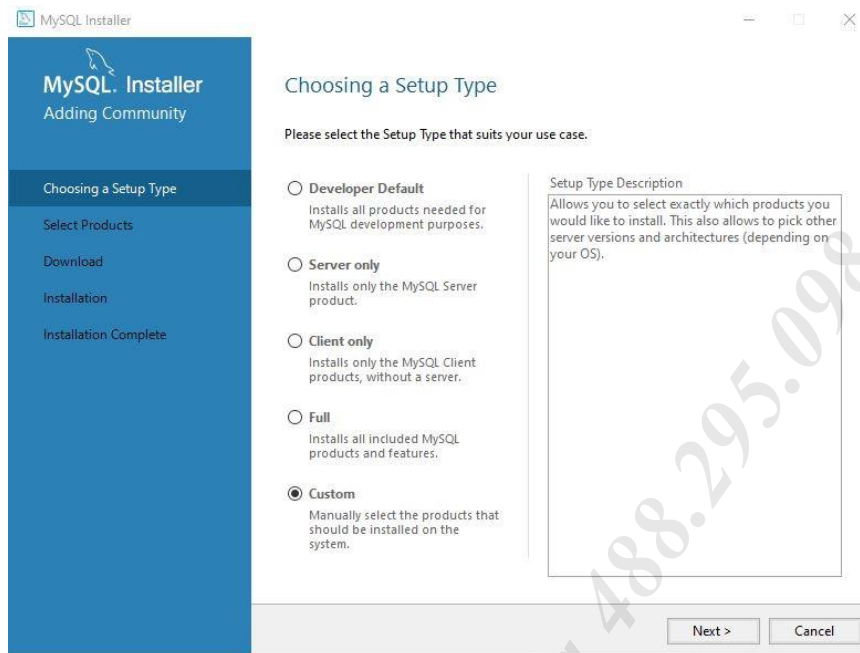 MySQL Installer
MySQL. Installer
Adding Community
Choosing a Setup Type
Select Products
Download
Installation
Installation Complete
Choosing a Setup Type
Please select the Setup Type that suits your use case.
Developer Default
Installs all products needed for
MySQL development purposes.
Server only
Installs only the MySQL Server
product.
Client only
Installs only the MySQL Client
products, without a server.
Full
Installs all included MySQL
products and features.
Custom
Manually select the products that
should be installed on the
system.
Setup Type Description
Allows you to select exactly which products you
would like to install. This also allows to pick other
server versions and architectures (depending on
your OS).
Next >
Cancel
488.295.098